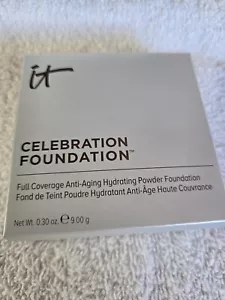 it
CELEBRATION
FOUNDATION™
Full Coverage Anti-Aging Hydrating Powder Foundation
Fond de Teint Poudre Hydratant Anti-Âge Haute Couvrance
Net Wt. 0.30 oz. ℮ 9.00 g